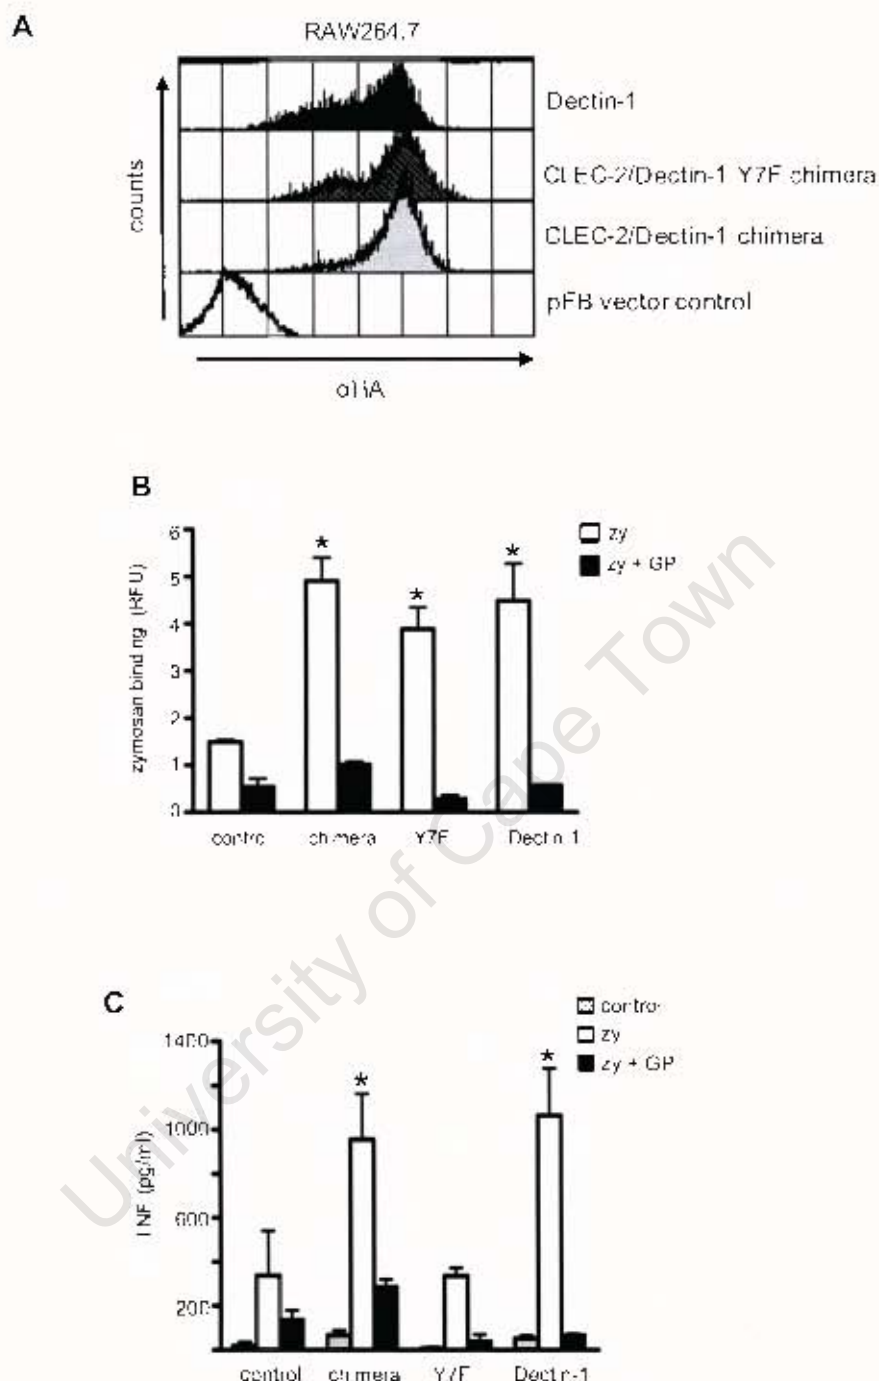 A
RAW264.7
counts
Dectin-1
CLEC-2/Dectin-1 Y7F chimera
CLEC-2/Dectin-1 chimera
pFB vector control
αHA
B
zymosan binding (RFU)
6
5
4
3
2
1
0
zy
zy + GP
*
*
*
control
chimera
Y7F
Dectin-1
C
TNF (pg/ml)
1400
1000
600
200
control
zy
zy + GP
*
*
control
chimera
Y7F
Dectin-1
University of Cape Town